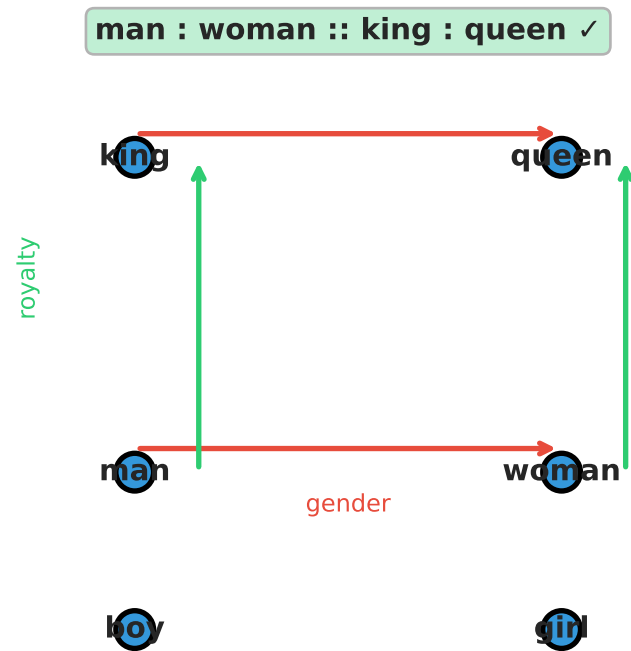 man : woman :: king : queen ✓
king
queen
royalty
man
woman
gender
boy
girl